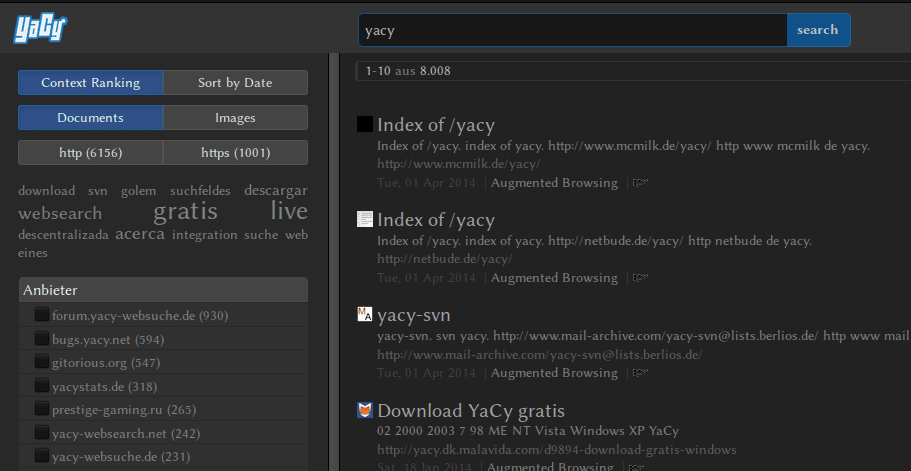 YaCy
yacy
search
Context Ranking
Sort by Date
Documents
Images
http (6156)
https (1001)
download svn golem suchfeldes descargar
websearch gratis live
descentralizada acerca integration suche web
eines
Anbieter
forum.yacy-websuche.de (930)
bugs.yacy.net (594)
gitorious.org (547)
yacystats.de (318)
prestige-gaming.ru (265)
yacy-websearch.net (242)
yacy-websuche.de (231)
1-10 aus 8.008
Index of /yacy
Index of /yacy. index of yacy. http://www.mcmilk.de/yacy/ http www mcmilk de yacy.
http://www.mcmilk.de/yacy/
Tue, 01 Apr 2014 | Augmented Browsing |
Index of /yacy
Index of /yacy. index of yacy. http://netbude.de/yacy/ http netbude de yacy.
http://netbude.de/yacy/
Tue, 01 Apr 2014 | Augmented Browsing |
MA
yacy-svn
yacy-svn. svn yacy. http://www.mail-archive.com/yacy-svn@lists.berlios.de/ http www mail
http://www.mail-archive.com/yacy-svn@lists.berlios.de/
Tue, 01 Apr 2014 | Augmented Browsing |
Download YaCy gratis
02 2000 2003 7 98 ME NT Vista Windows XP YaCy
http://yacy.dk.malavida.com/d9894-download-gratis-windows
Sat, 18 Jan 2014 | Augmented Browsing |